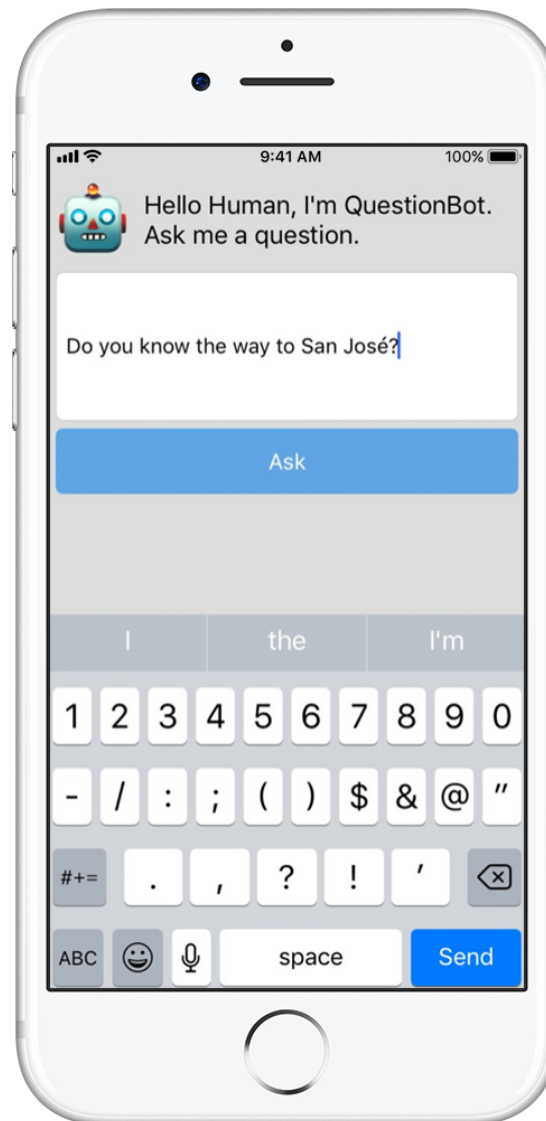 9:41 AM 100%
Hello Human, I'm QuestionBot.
Ask me a question.
Do you know the way to San José?
Ask
I the I'm
1 2 3 4 5 6 7 8 9 0
- / : ; ( ) $ & @ "
#+= . , ? ! '
ABC space Send